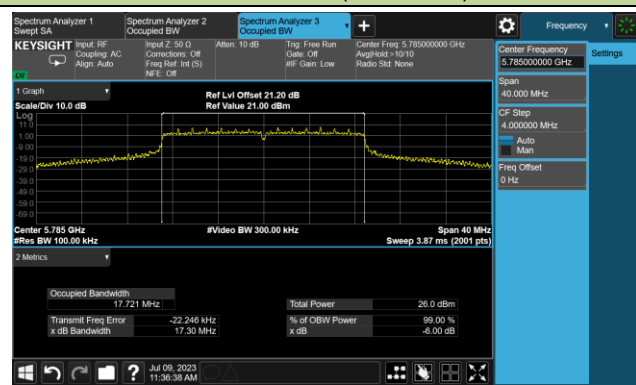 Spectrum Analyzer 1
Swept SA
Spectrum Analyzer 2
Occupied BW
Spectrum Analyzer 3
Occupied BW
+
Frequency
KEYSIGHT
Input: RF
Coupling: AC
Align: Auto
Input Z: 50 Ω
Corrections: Off
Freq Ref: Int (S)
NFE: Off
Atten: 10 dB
Trig: Free Run
Gate: Off
#IF Gain: Low
Center Freq: 5.785000000 GHz
Avg|Hold:>10/10
Radio Std: None
Center Frequency
5.785000000 GHz
Settings
Span
40.000 MHz
CF Step
4.000000 MHz
Auto
Man
Freq Offset
0 Hz
1 Graph
Scale/Div 10.0 dB
Ref Lvl Offset 21.20 dB
Ref Value 21.00 dBm
Log
11.0
1.00
-9.00
-19.0
-29.0
-39.0
-49.0
-59.0
-69.0
Center 5.785 GHz
#Res BW 100.00 kHz
#Video BW 300.00 kHz
Span 40 MHz
Sweep 3.87 ms (2001 pts)
2 Metrics
Occupied Bandwidth
17.721 MHz
Total Power 26.0 dBm
Transmit Freq Error -22.246 kHz
% of OBW Power 99.00 %
x dB Bandwidth 17.30 MHz
x dB -6.00 dB
?
Jul 09, 2023
11:36:38 AM